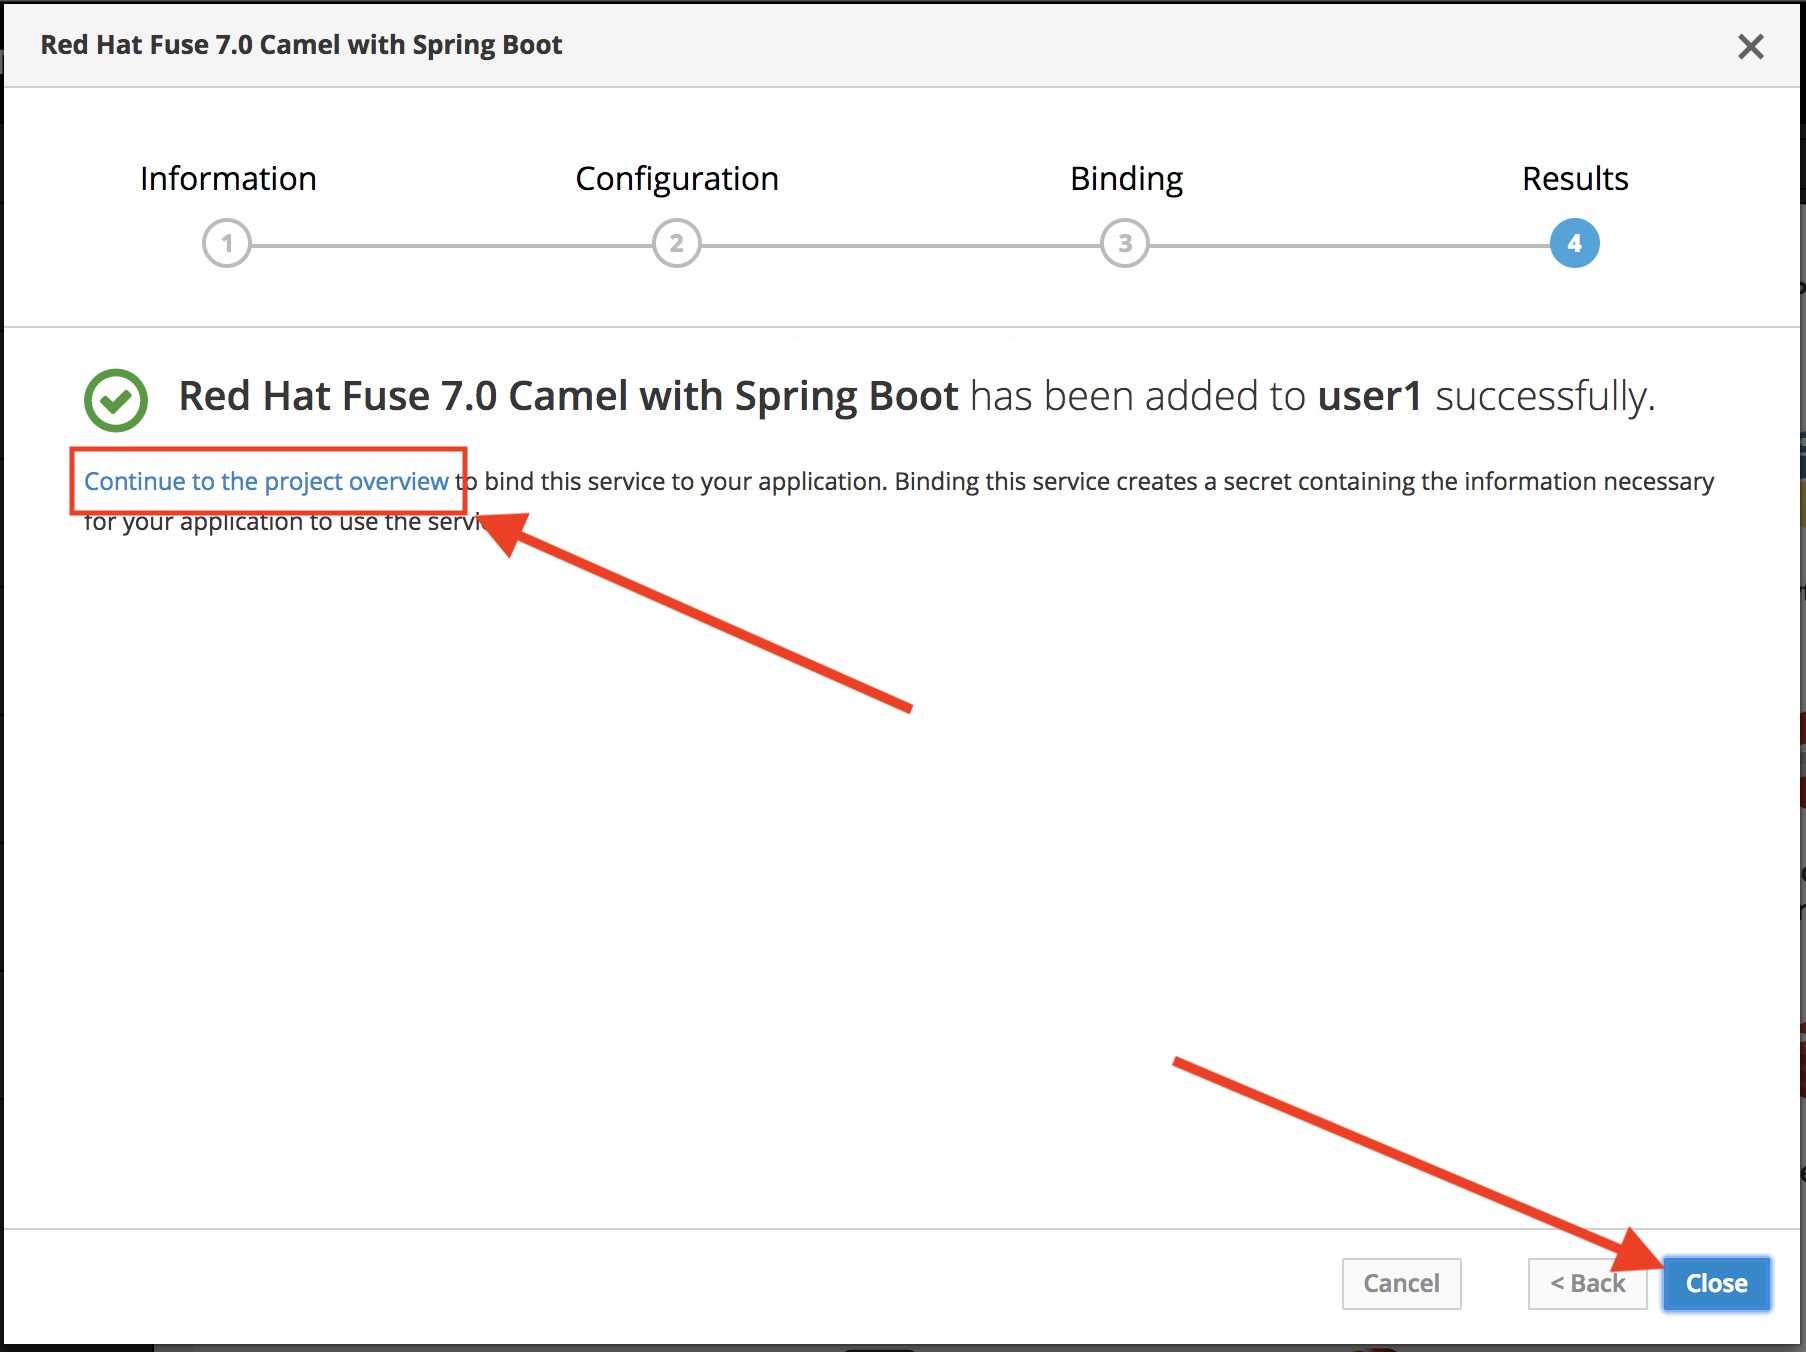 Red Hat Fuse 7.0 Camel with Spring Boot
Information
Configuration
Binding
Results
1
2
3
4
Red Hat Fuse 7.0 Camel with Spring Boot has been added to user1 successfully.
Continue to the project overview to bind this service to your application. Binding this service creates a secret containing the information necessary
for your application to use the
Cancel
< Back
Close